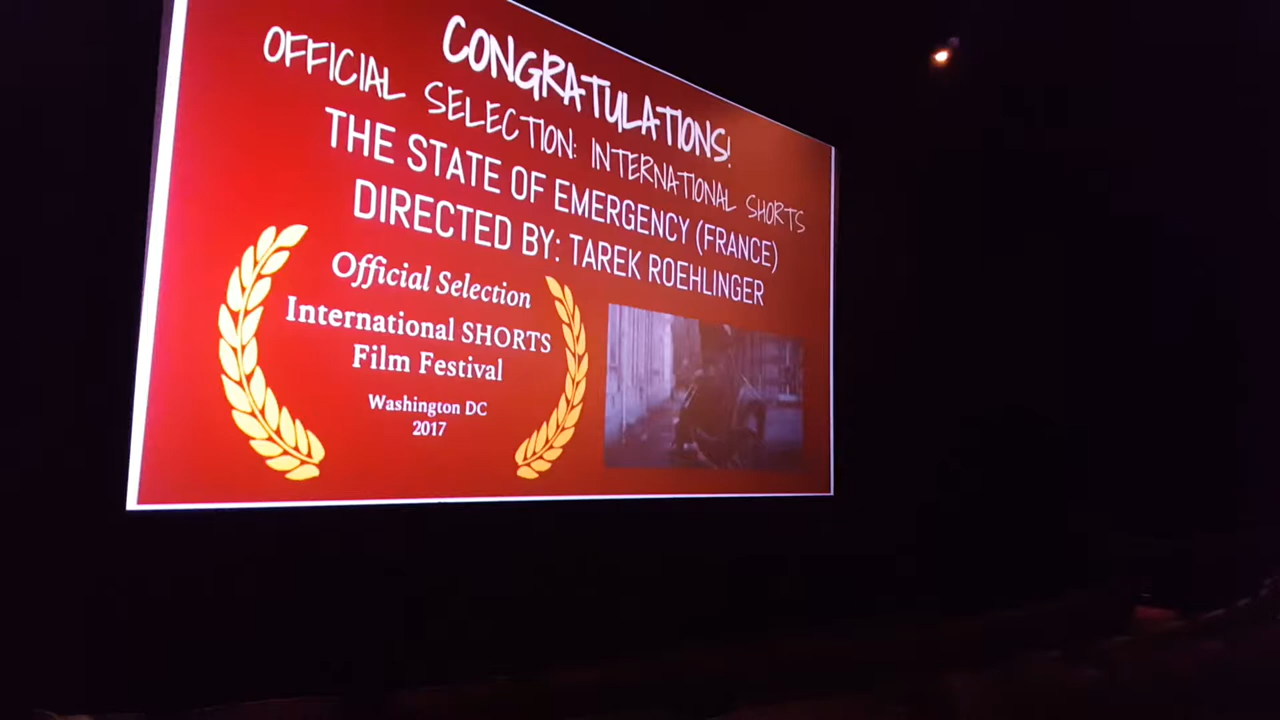 CONGRATULATIONS!
OFFICIAL SELECTION: INTERNATIONAL SHORTS
THE STATE OF EMERGENCY (FRANCE)
DIRECTED BY: TAREK ROEHLINGER
Official Selection
International SHORTS
Film Festival
Washington DC
2017